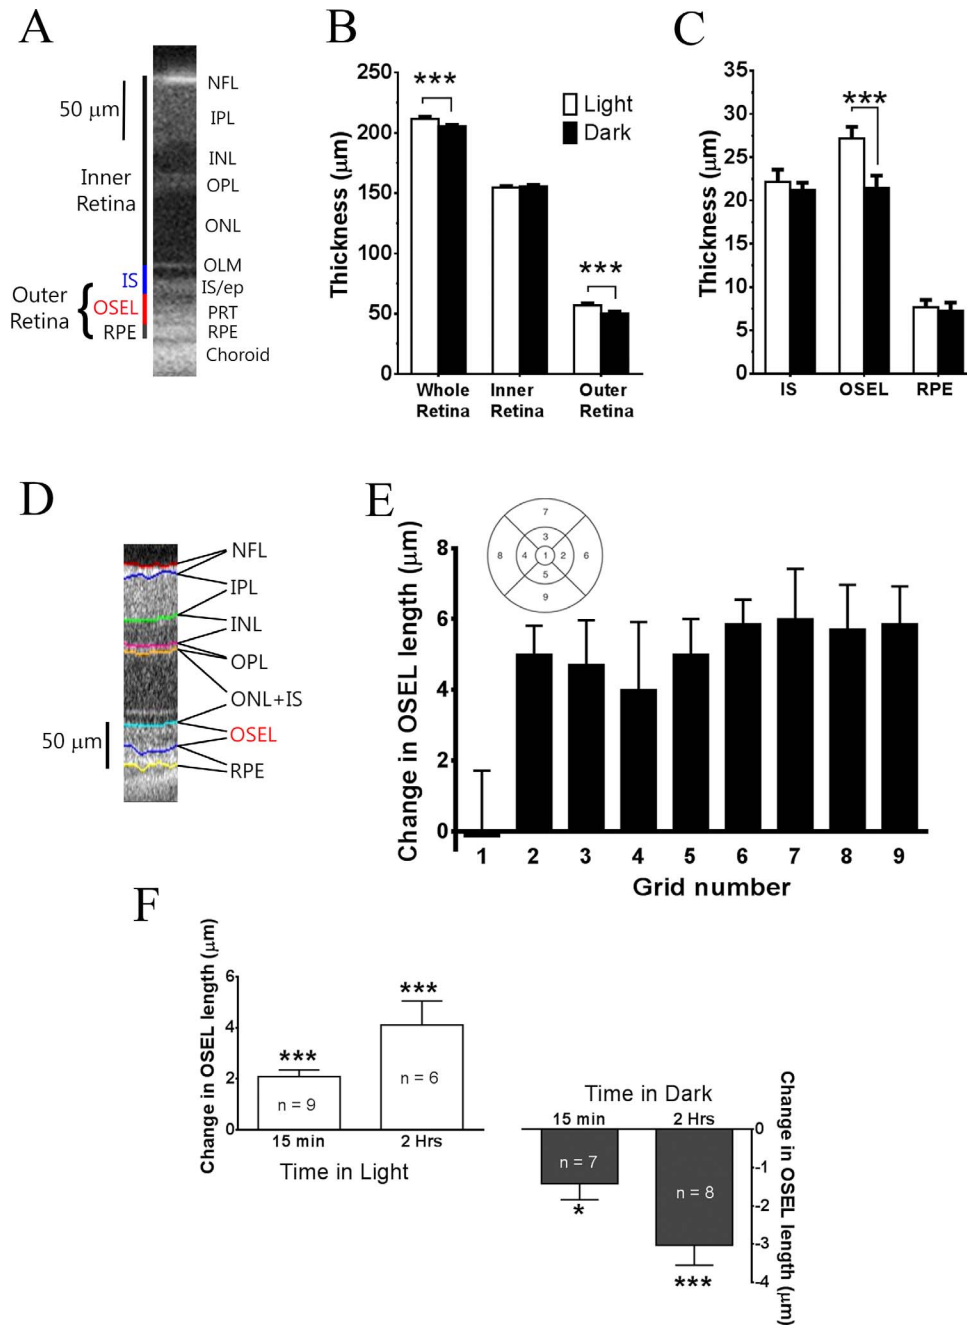 A
50 μm
Inner
Retina
IS
Outer
Retina
OSEL
RPE
NFL
IPL
INL
OPL
ONL
OLM
IS/ep
PRT
RPE
Choroid
B
Thickness (μm)
250
200
150
100
50
0
***
***
Light
Dark
Whole
Retina
Inner
Retina
Outer
Retina
C
Thickness (μm)
35
30
25
20
15
10
5
0
***
IS
OSEL
RPE
D
50 μm
NFL
IPL
INL
OPL
ONL+IS
OSEL
RPE
E
Change in OSEL length (μm)
8
6
4
2
0
7
3
8 4 1 2 6
5
9
1 2 3 4 5 6 7 8 9
Grid number
F
Change in OSEL length (μm)
6
4
2
0
***
***
n = 9
n = 6
15 min 2 Hrs
Time in Light
Time in Dark
15 min 2 Hrs
n = 7
n = 8
*
***
0
-1
-2
-3
-4
Change in OSEL length (μm)